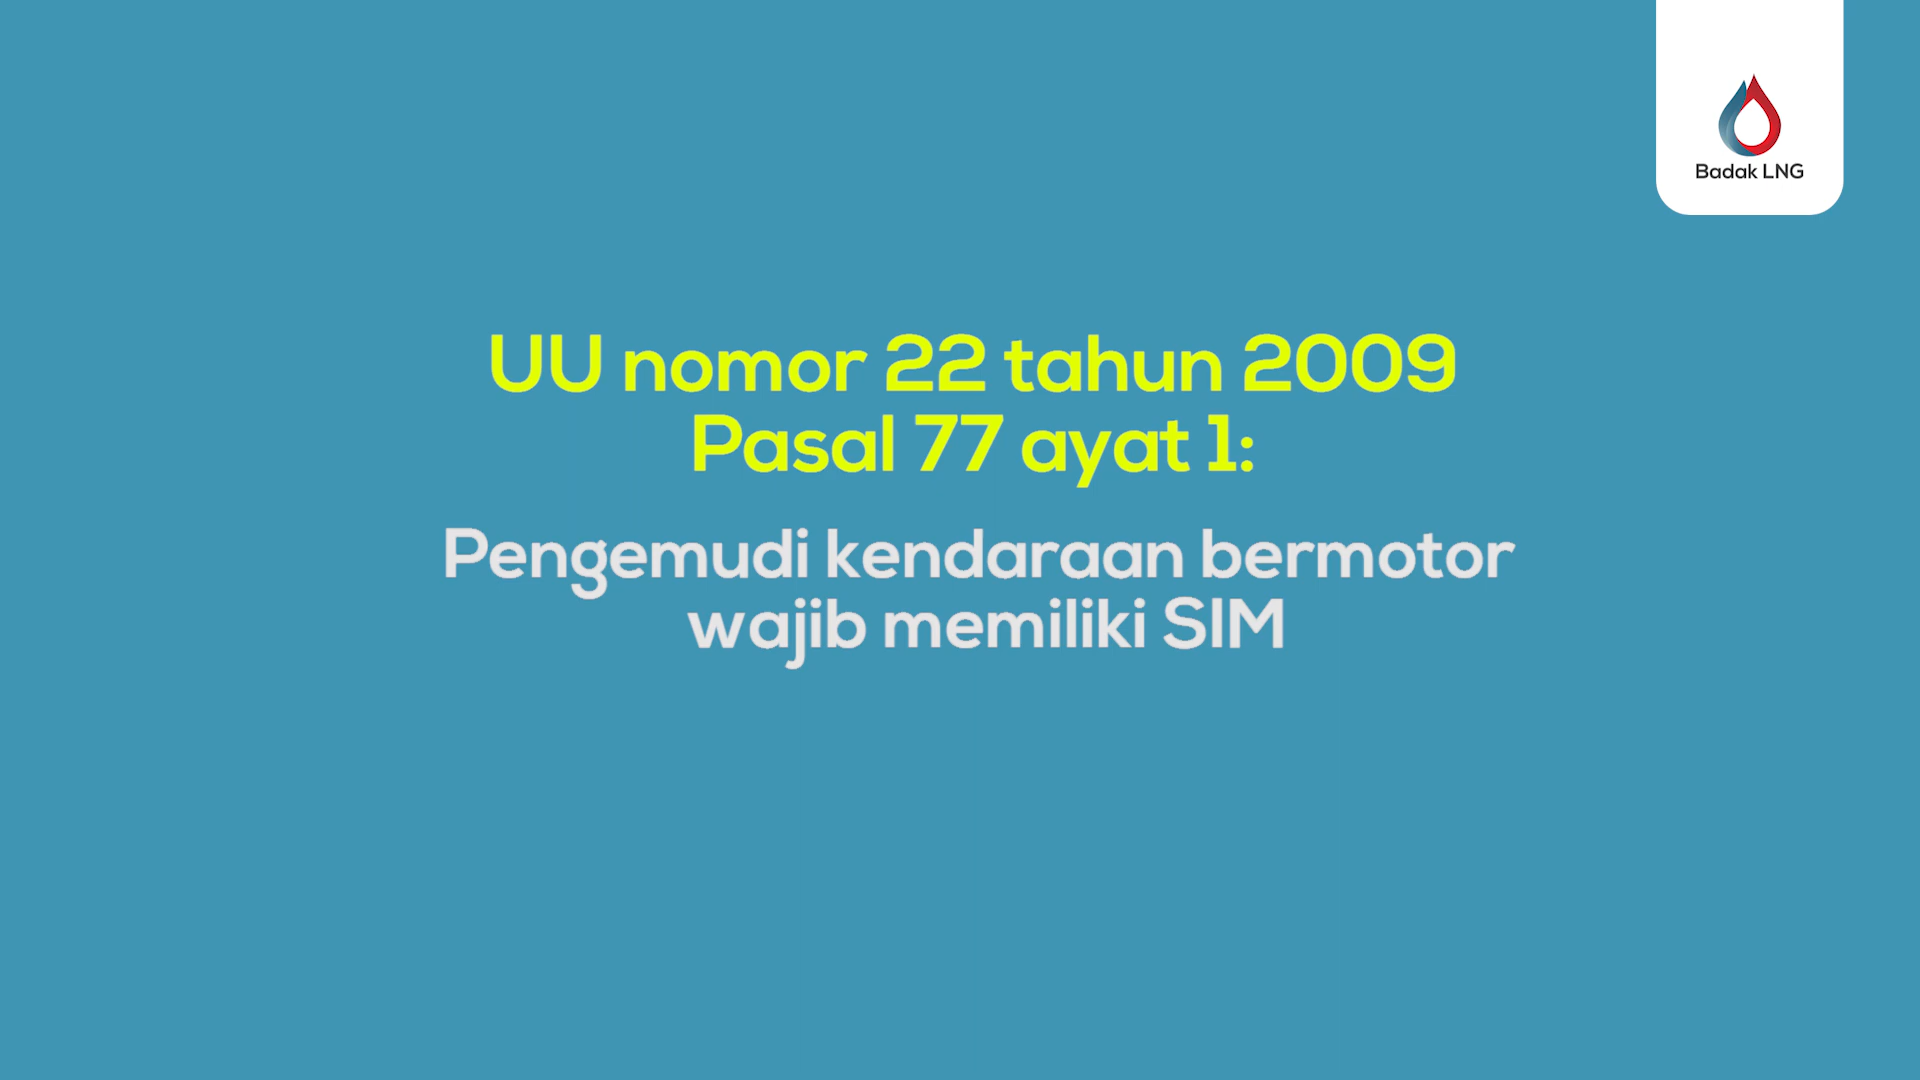 Badak LNG
UU nomor 22 tahun 2009
Pasal 77 ayat 1:
Pengemudi kendaraan bermotor
wajib memiliki SIM